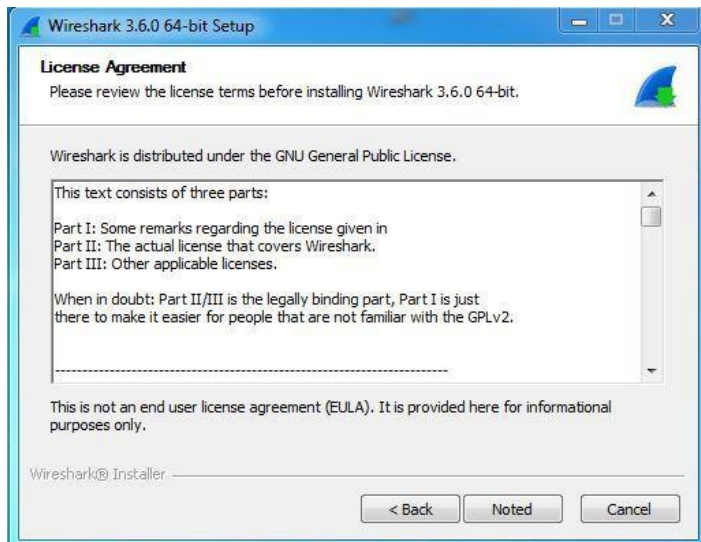 Wireshark 3.6.0 64-bit Setup
License Agreement
Please review the license terms before installing Wireshark 3.6.0 64-bit.
Wireshark is distributed under the GNU General Public License.
This text consists of three parts:
Part I: Some remarks regarding the license given in
Part II: The actual license that covers Wireshark.
Part III: Other applicable licenses.
When in doubt: Part II/III is the legally binding part, Part I is just
there to make it easier for people that are not familiar with the GPLv2.
-----------------------------------------------------------------------
This is not an end user license agreement (EULA). It is provided here for informational
purposes only.
Wireshark® Installer
< Back
Noted
Cancel